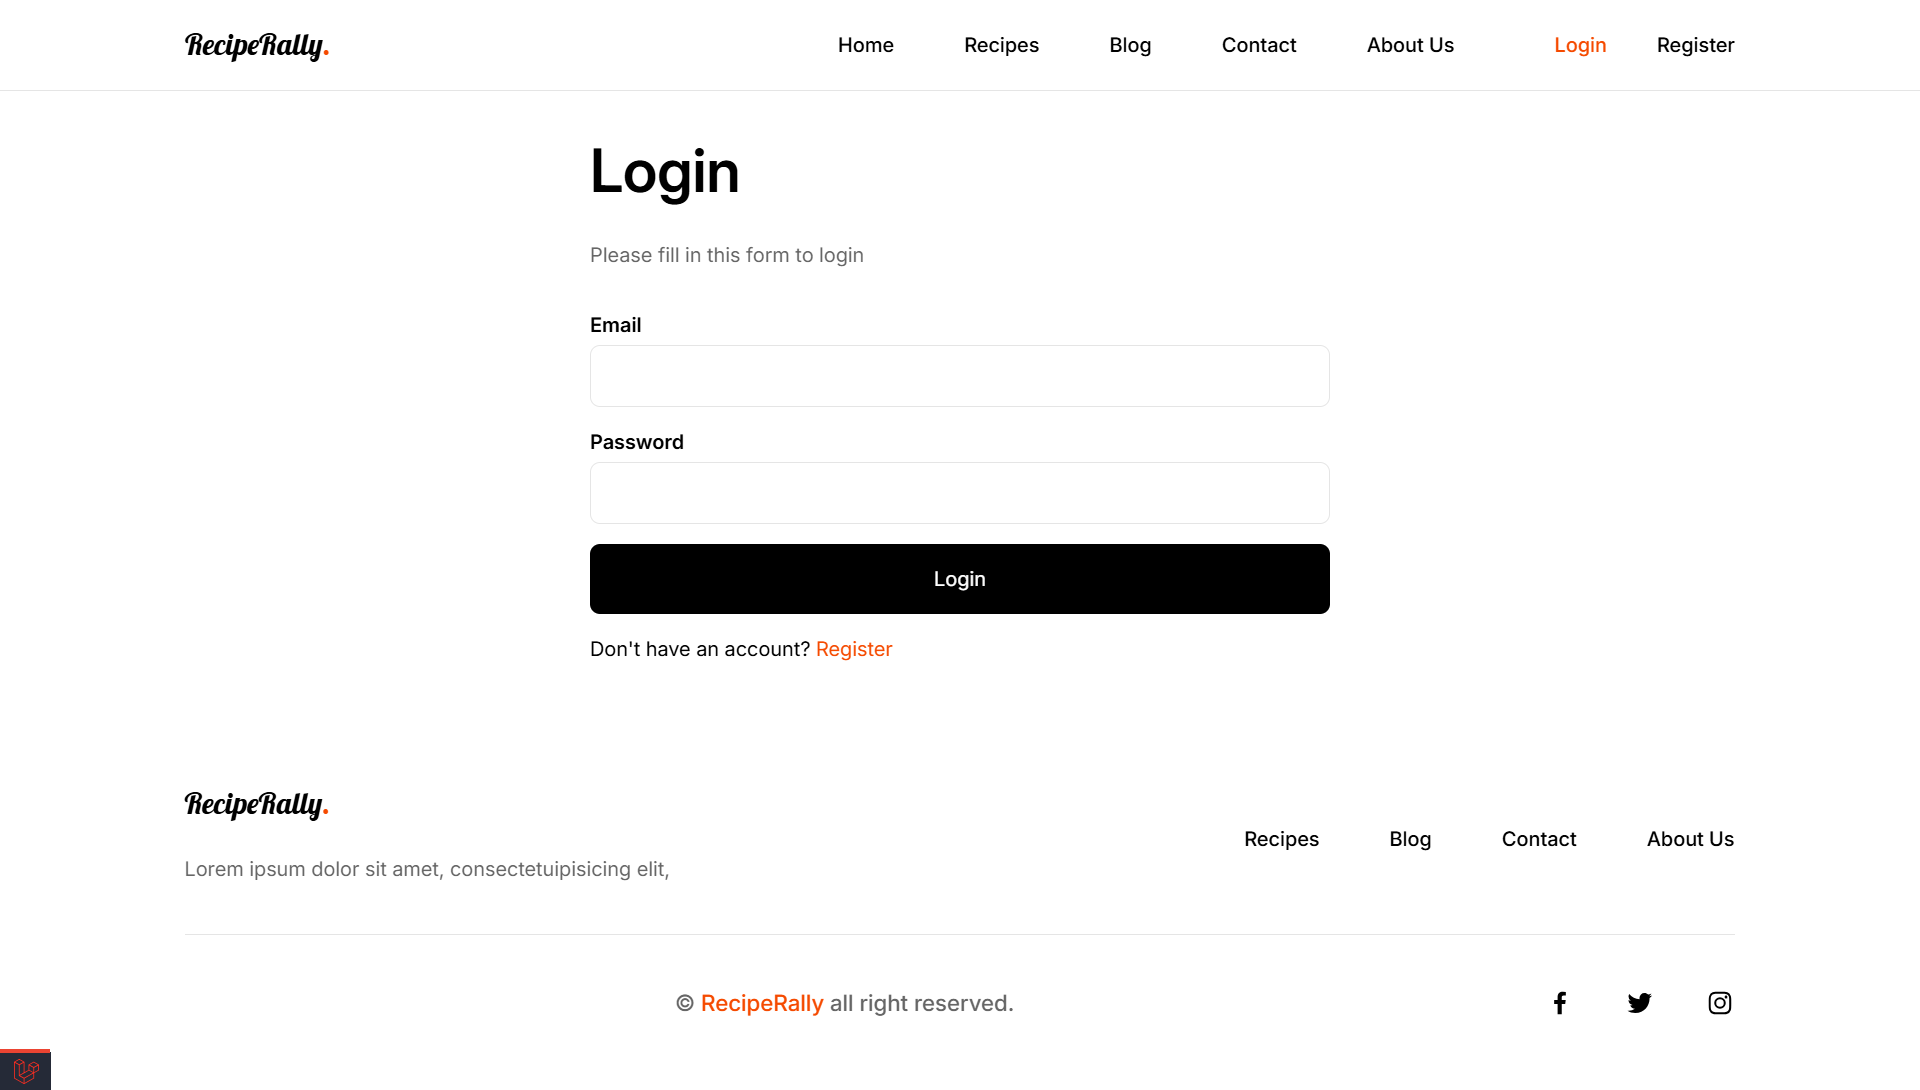 RecipeRally.
Home Recipes Blog Contact About Us Login Register
Login
Please fill in this form to login
Email
Password
Login
Don't have an account? Register
RecipeRally.
Recipes Blog Contact About Us
Lorem ipsum dolor sit amet, consectetuipisicing elit,
© RecipeRally all right reserved.